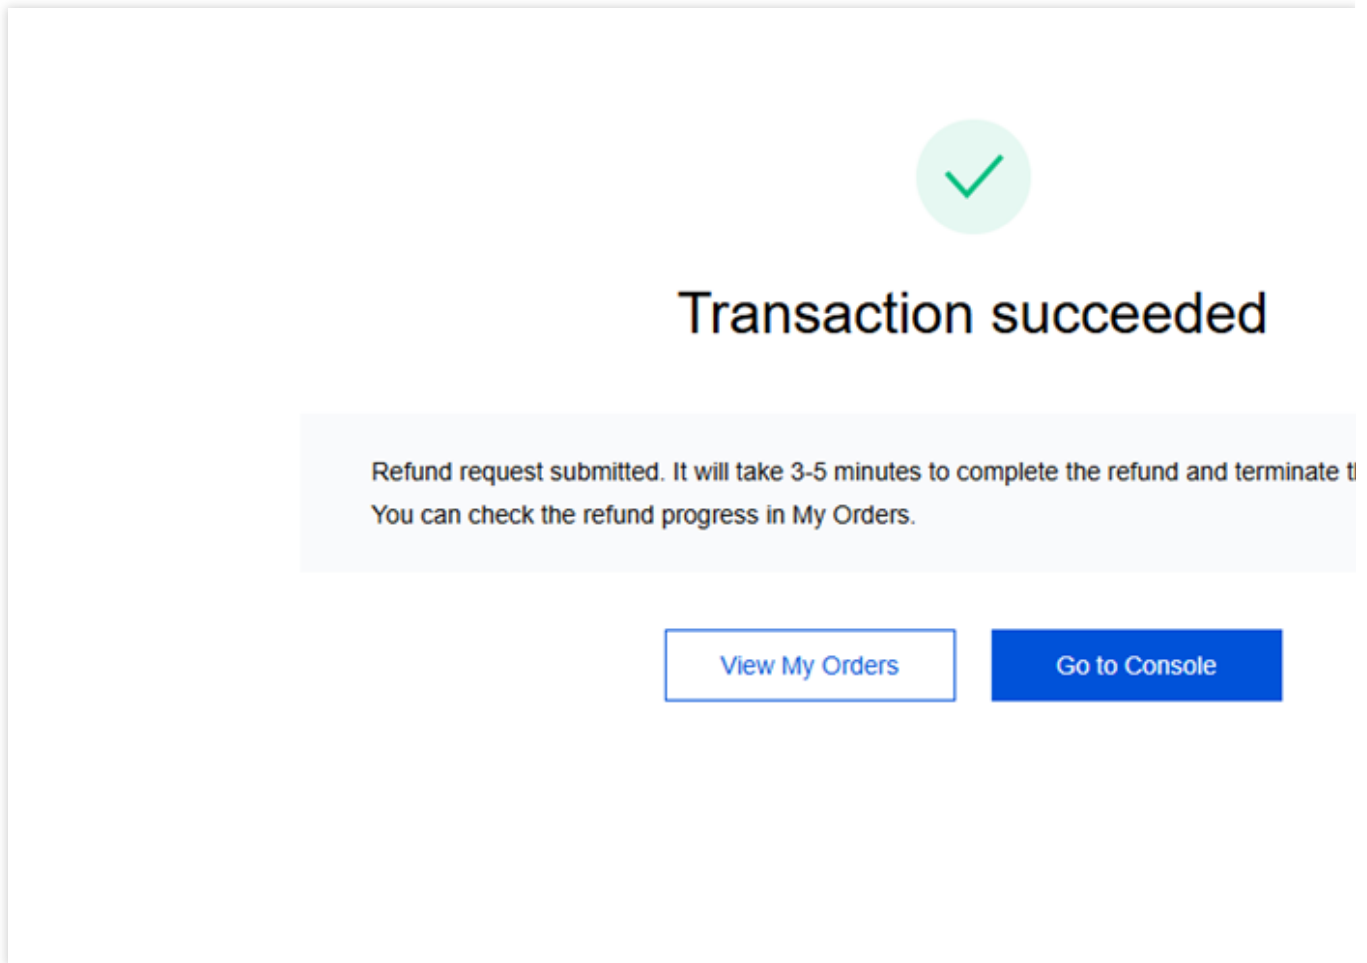 Transaction succeeded
Refund request submitted. It will take 3-5 minutes to complete the refund and terminate
You can check the refund progress in My Orders.
View My Orders
Go to Console